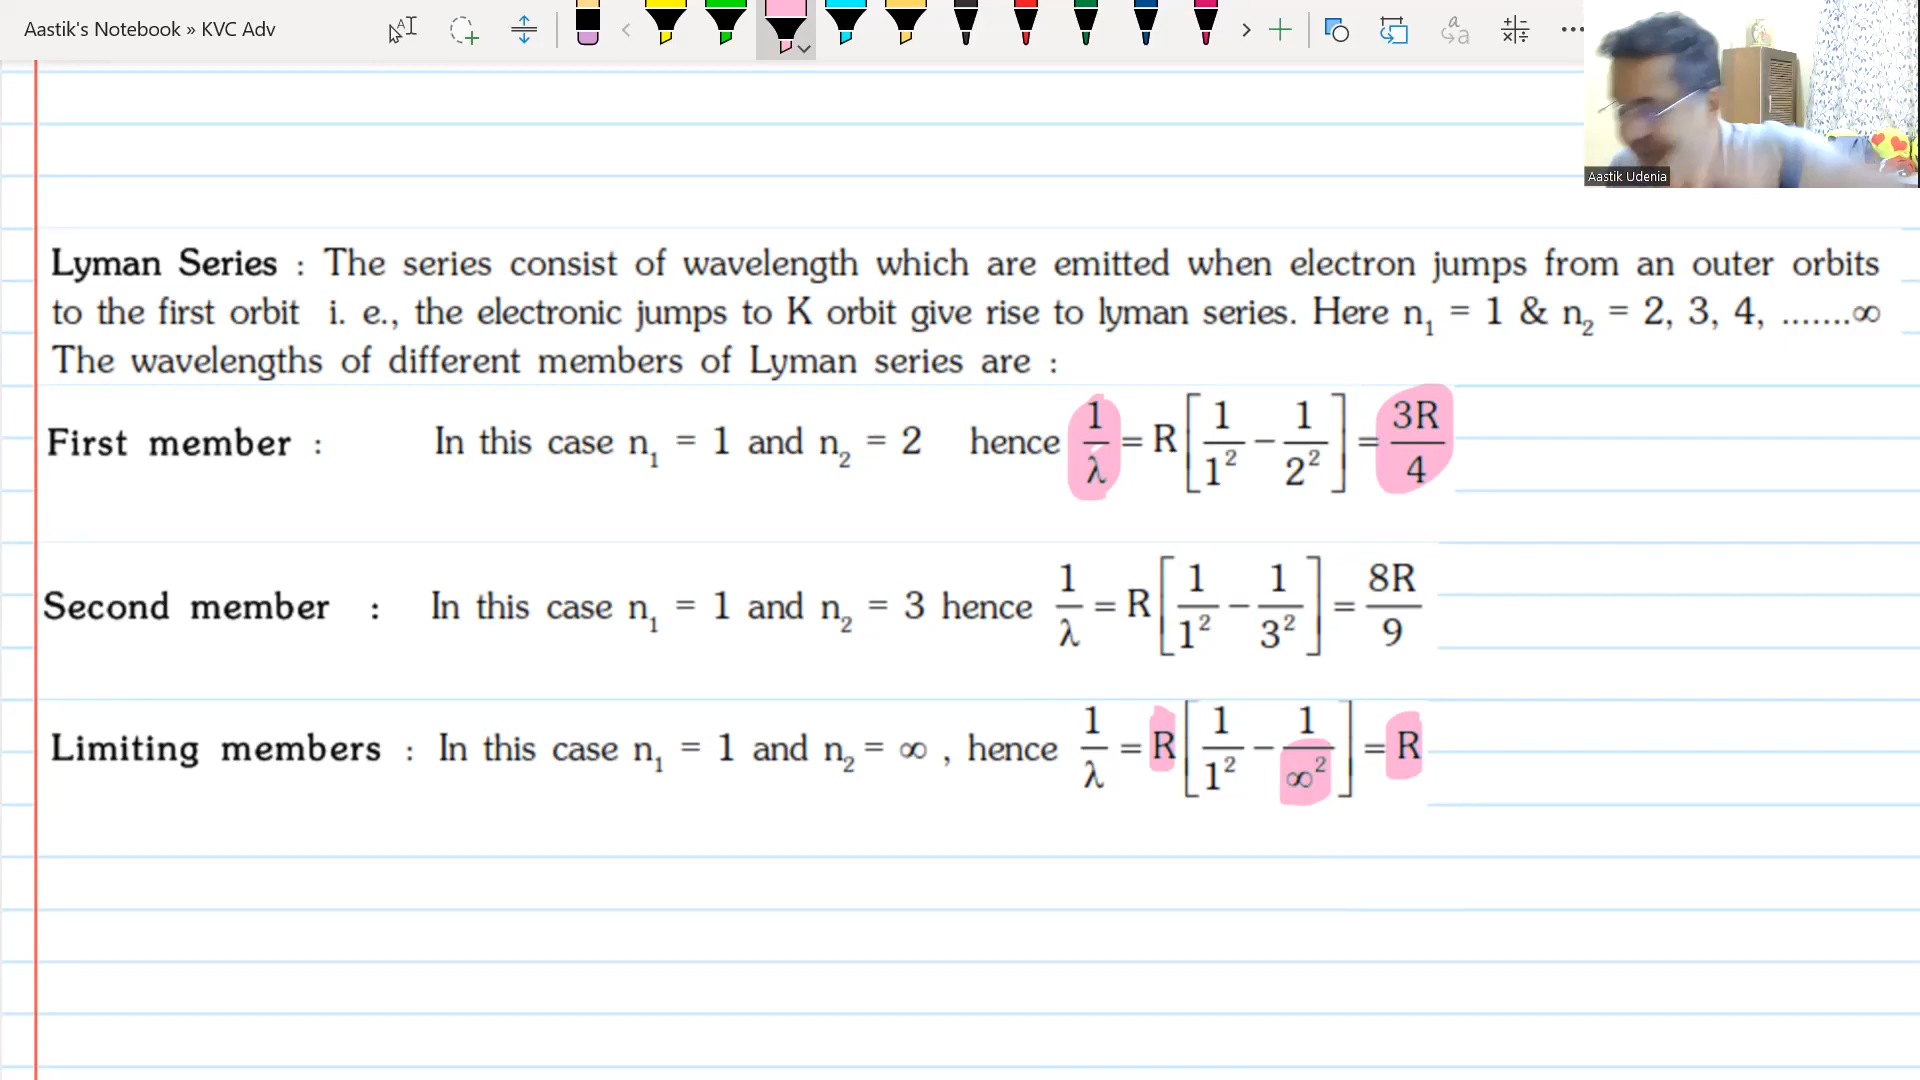 Aastik's Notebook » KVC Adv
Aastik Udenia
Lyman Series : The series consist of wavelength which are emitted when electron jumps from an outer orbits
to the first orbit i. e., the electronic jumps to K orbit give rise to lyman series. Here n₁ = 1 & n₂ = 2, 3, 4, .......∞
The wavelengths of different members of Lyman series are :
First member : In this case n₁ = 1 and n₂ = 2 hence 1/λ = R[1/1² − 1/2²] = 3R/4
Second member : In this case n₁ = 1 and n₂ = 3 hence 1/λ = R[1/1² − 1/3²] = 8R/9
Limiting members : In this case n₁ = 1 and n₂ = ∞ , hence 1/λ = R[1/1² − 1/∞²] = R